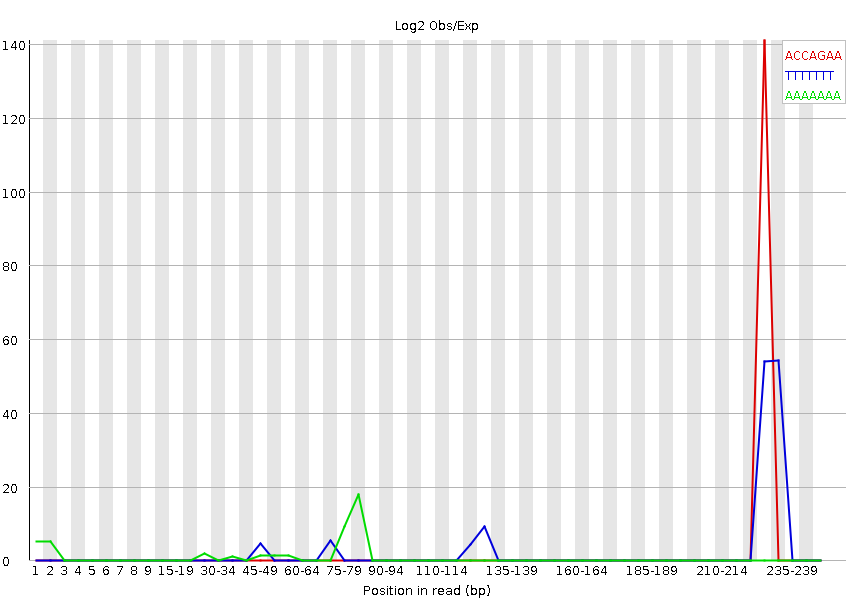 Log2 Obs/Exp
140
120
100
80
60
40
20
0
ACCAGAA
TTTTTTT
AAAAAAA
1 2 3 4 5 6 7 8 9 15-19 30-34 45-49 60-64 75-79 90-94 110-114 135-139 160-164 185-189 210-214 235-239
Position in read (bp)